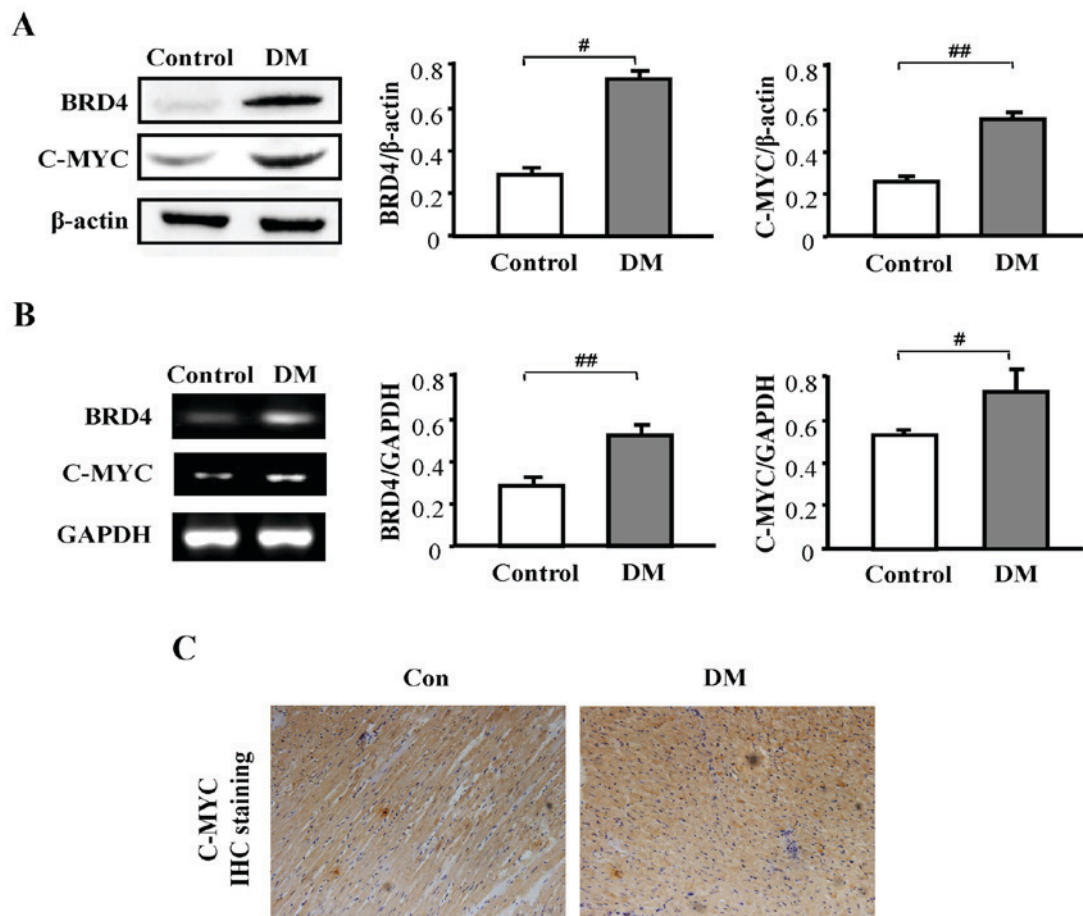 A
Control DM
BRD4
C-MYC
β-actin
BRD4/β-actin
0.8
0.6
0.4
0.2
0
#
Control DM
C-MYC/β-actin
0.8
0.6
0.4
0.2
0
##
Control DM
B
Control DM
BRD4
C-MYC
GAPDH
BRD4/GAPDH
0.8
0.6
0.4
0.2
0
##
Control DM
C-MYC/GAPDH
0.8
0.6
0.4
0.2
0
#
Control DM
C
Con DM
C-MYC
IHC staining